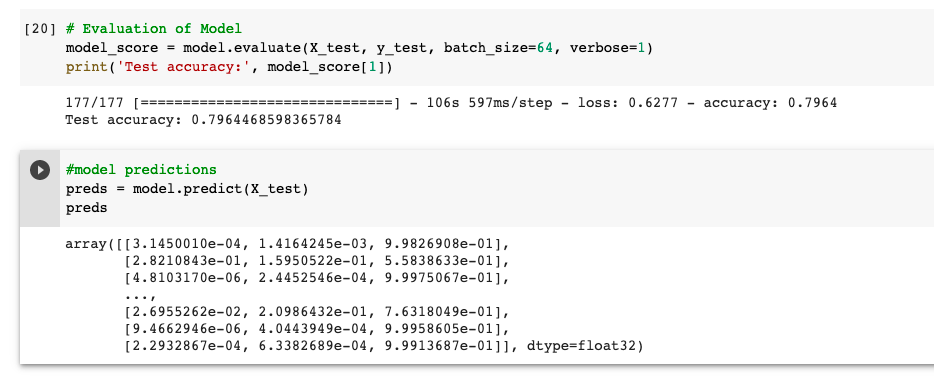 [20] # Evaluation of Model
model_score = model.evaluate(X_test, y_test, batch_size=64, verbose=1)
print('Test accuracy:', model_score[1])
177/177 [==============================] - 106s 597ms/step - loss: 0.6277 - accuracy: 0.7964
Test accuracy: 0.7964468598365784
#model predictions
preds = model.predict(X_test)
preds
array([[3.1450010e-04, 1.4164245e-03, 9.9826908e-01],
[2.8210843e-01, 1.5950522e-01, 5.5838633e-01],
[4.8103170e-06, 2.4452546e-04, 9.9975067e-01],
...,
[2.6955262e-02, 2.0986432e-01, 7.6318049e-01],
[9.4662946e-06, 4.0443949e-04, 9.9958605e-01],
[2.2932867e-04, 6.3382689e-04, 9.9913687e-01]], dtype=float32)